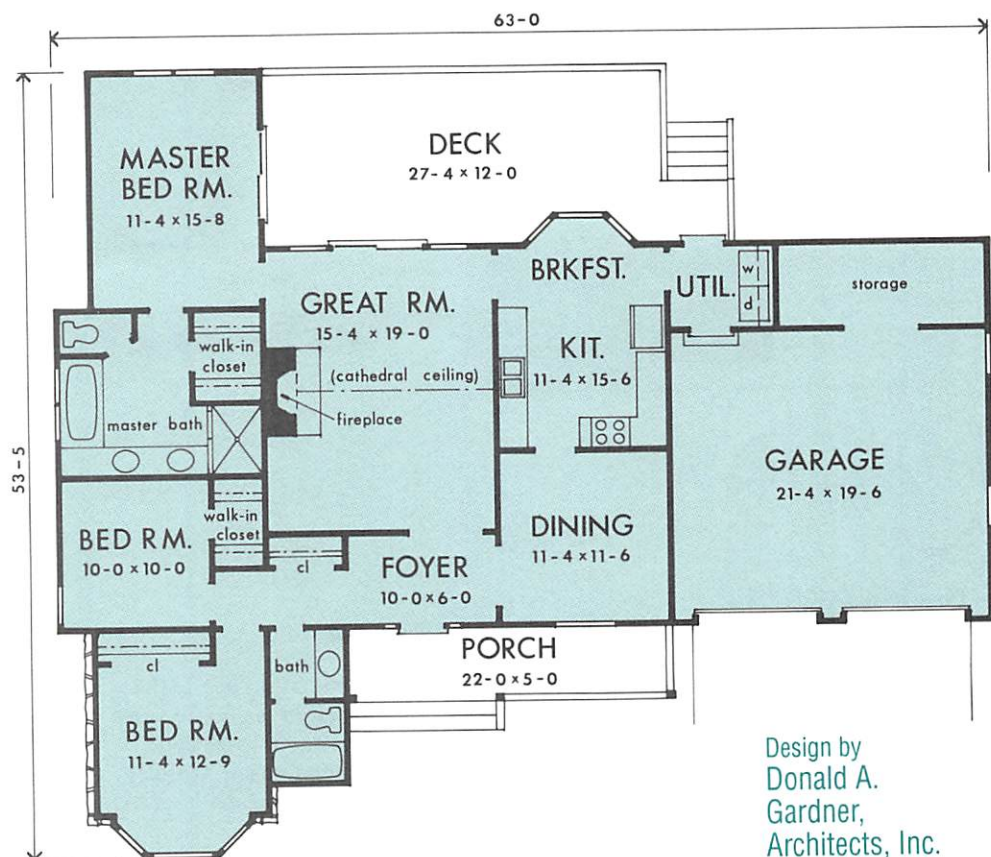 63-0
53-5
DECK
27-4 x 12-0
MASTER
BED RM.
11-4 x 15-8
BRKFST.
UTIL.
w
d
storage
GREAT RM.
15-4 x 19-0
(cathedral ceiling)
fireplace
KIT.
11-4 x 15-6
walk-in
closet
master bath
GARAGE
21-4 x 19-6
walk-in
closet
BED RM.
10-0 x 10-0
cl
FOYER
10-0 x 6-0
DINING
11-4 x 11-6
PORCH
22-0 x 5-0
cl
bath
BED RM.
11-4 x 12-9
Design by
Donald A.
Gardner,
Architects, Inc.